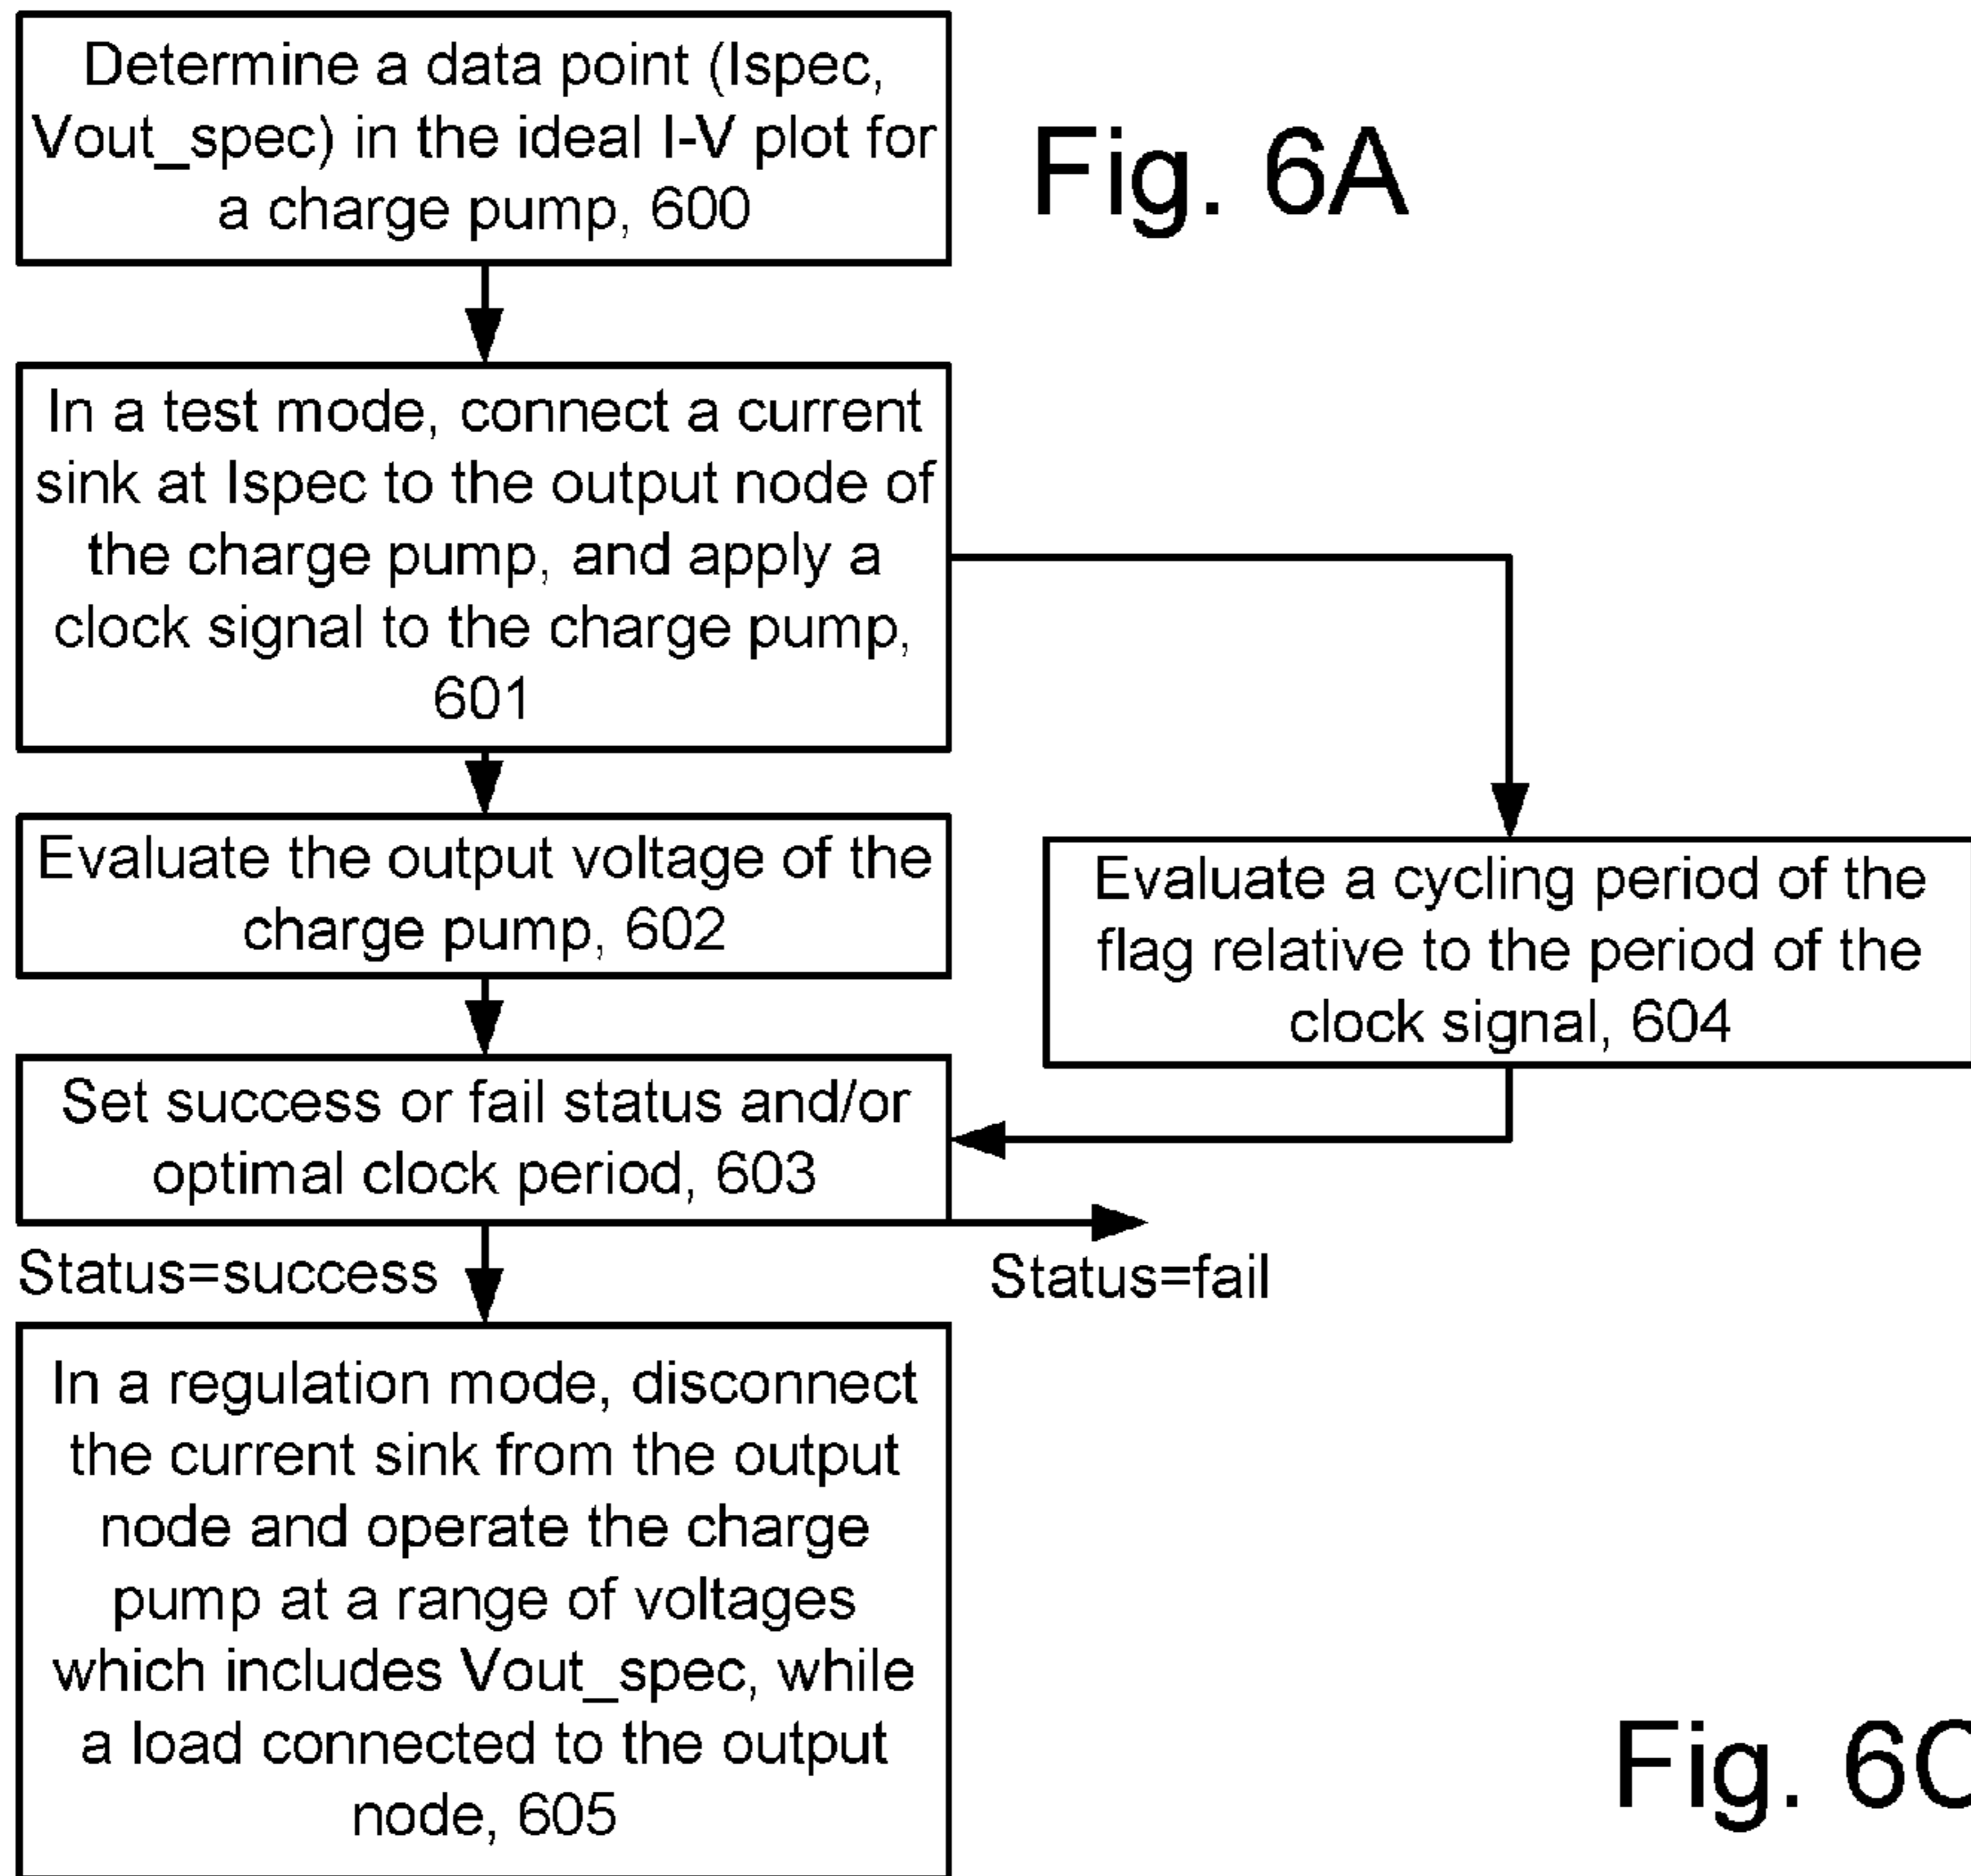 Determine a data point (Ispec,
Vout_spec) in the ideal I-V plot for
a charge pump, 600
Fig. 6A
In a test mode, connect a current
sink at Ispec to the output node of
the charge pump, and apply a
clock signal to the charge pump,
601
Evaluate the output voltage of the
charge pump, 602
Evaluate a cycling period of the
flag relative to the period of the
clock signal, 604
Set success or fail status and/or
optimal clock period, 603
Status=success
Status=fail
In a regulation mode, disconnect
the current sink from the output
node and operate the charge
pump at a range of voltages
which includes Vout_spec, while
a load connected to the output
node, 605
Fig.